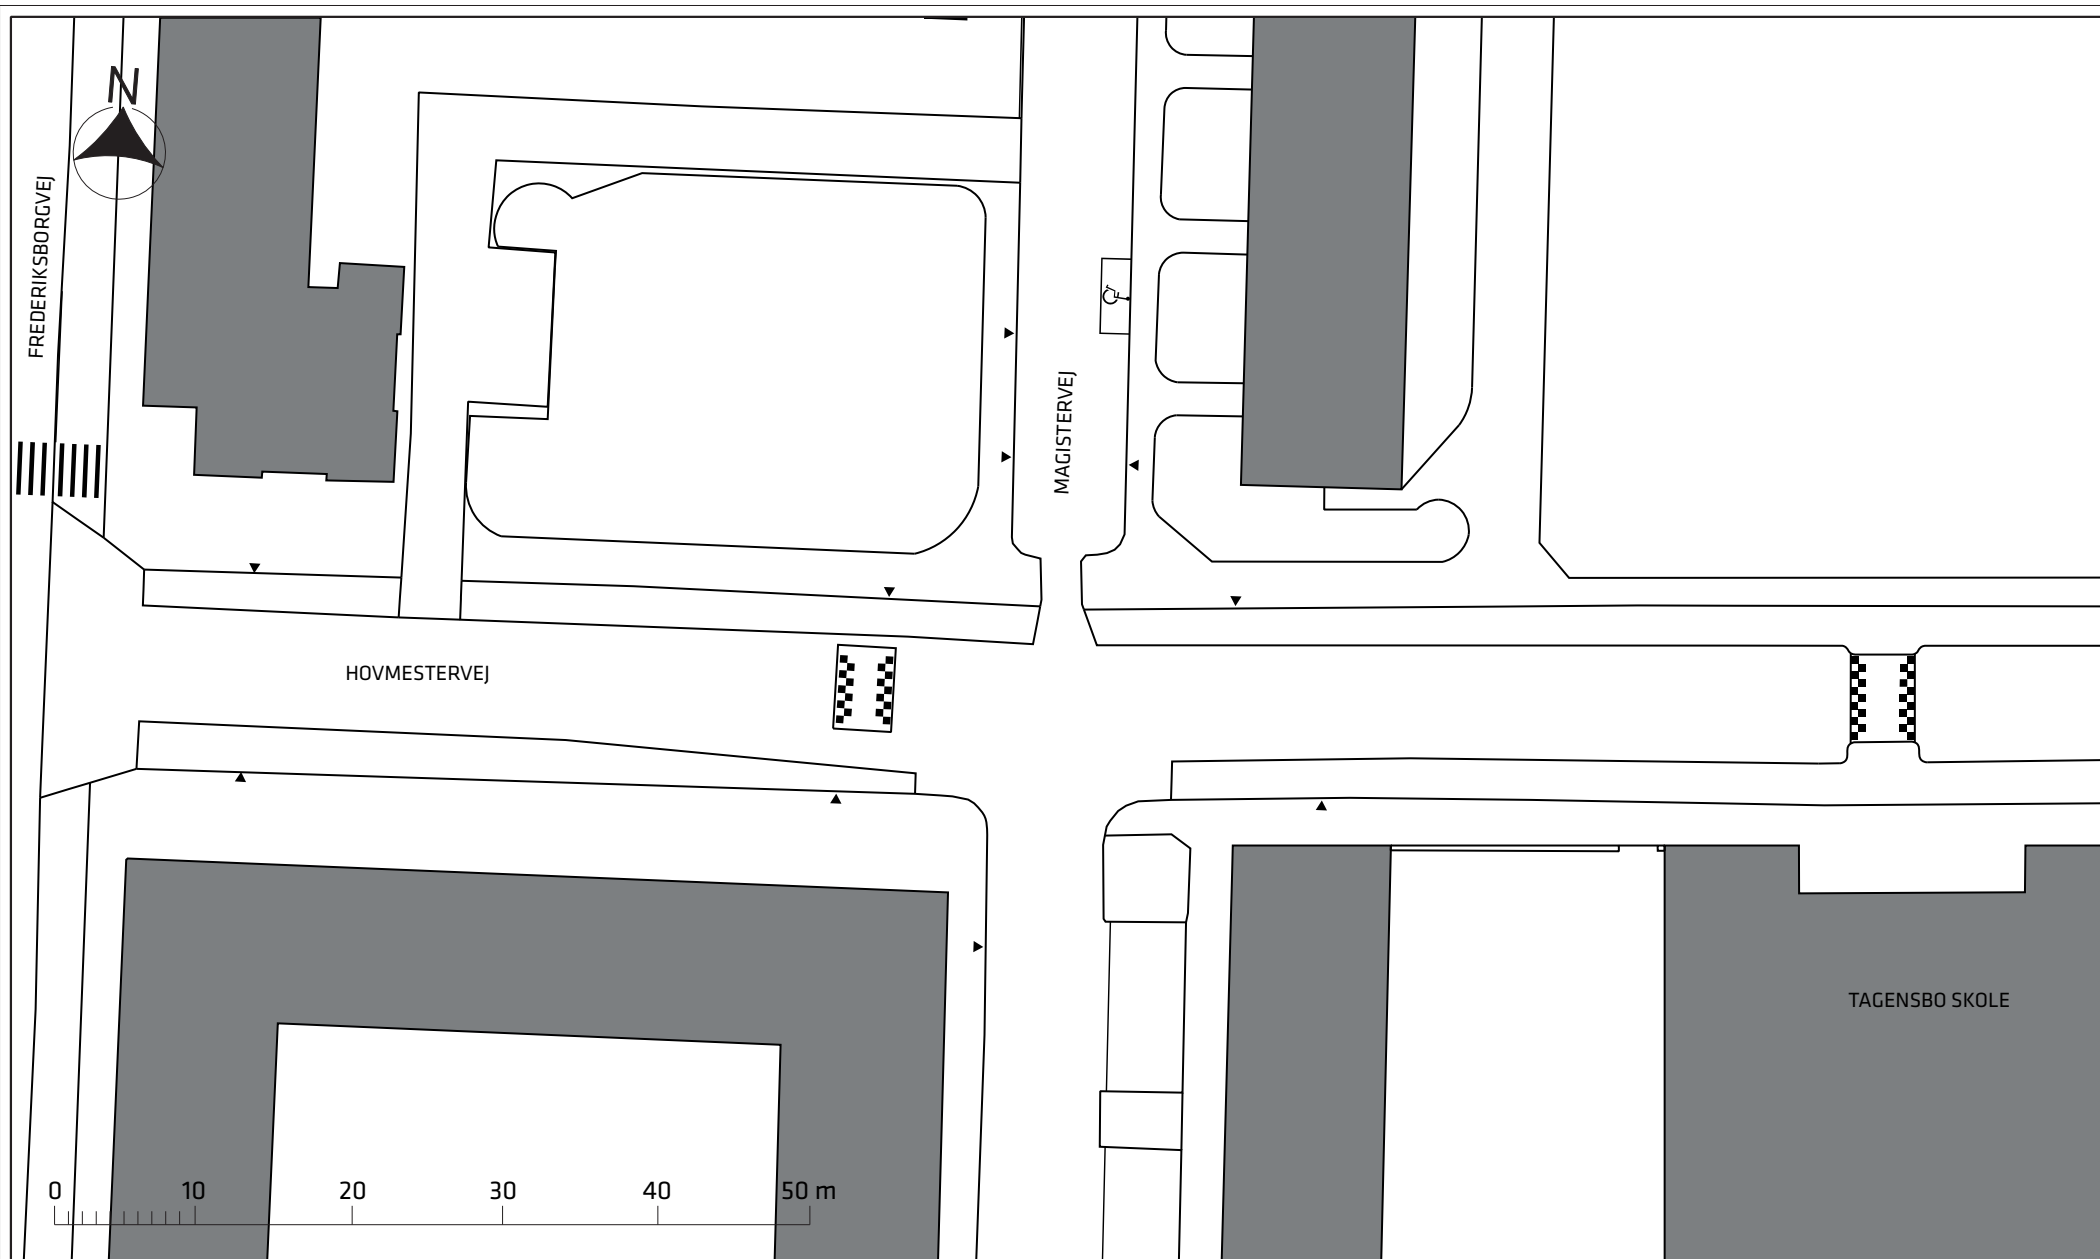 N
FREDERIKSBORGVEJ
MAGISTERVEJ
HOVMESTERVEJ
TAGENSBO SKOLE
0 10 20 30 40 50 m